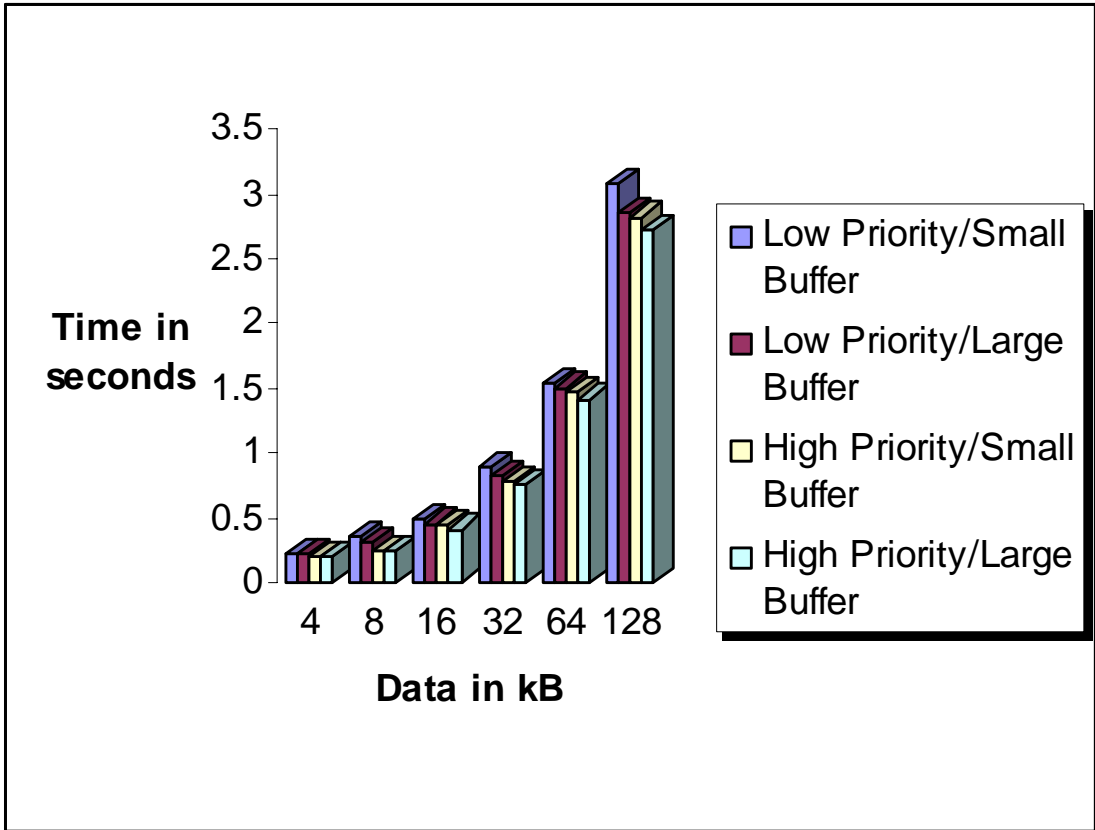 3.5
3
2.5
2
1.5
1
0.5
0
Time in
seconds
4 8 16 32 64 128
Data in kB
Low Priority/Small
Buffer
Low Priority/Large
Buffer
High Priority/Small
Buffer
High Priority/Large
Buffer